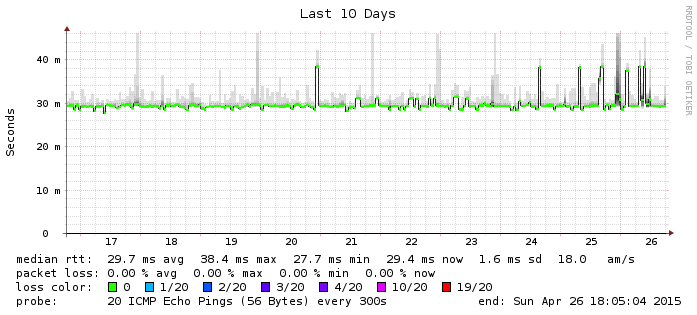 Last 10 Days
RRDTOOL / TOBI OETIKER
Seconds
40 m
30 m
20 m
10 m
0
17 18 19 20 21 22 23 24 25 26
median rtt: 29.7 ms avg 38.4 ms max 27.7 ms min 29.4 ms now 1.6 ms sd 18.0 am/s
packet loss: 0.00 % avg 0.00 % max 0.00 % min 0.00 % now
loss color: 0 1/20 2/20 3/20 4/20 10/20 19/20
probe: 20 ICMP Echo Pings (56 Bytes) every 300s end: Sun Apr 26 18:05:04 2015